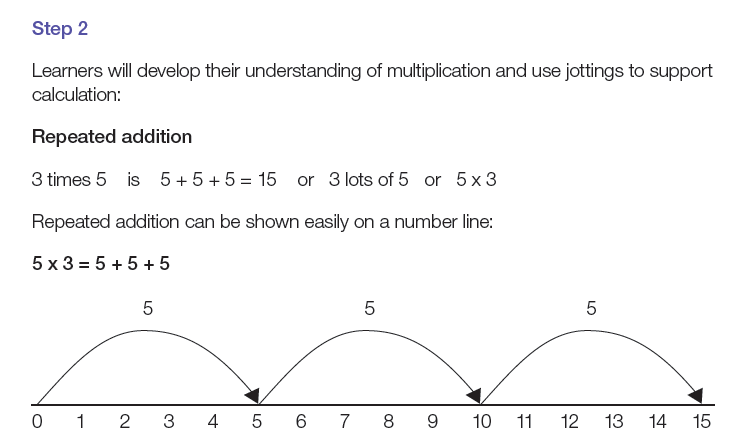 Step 2
Learners will develop their understanding of multiplication and use jottings to support
calculation:
Repeated addition
3 times 5 is 5 + 5 + 5 = 15 or 3 lots of 5 or 5 x 3
Repeated addition can be shown easily on a number line:
5 x 3 = 5 + 5 + 5
5 5 5
0 1 2 3 4 5 6 7 8 9 10 11 12 13 14 15